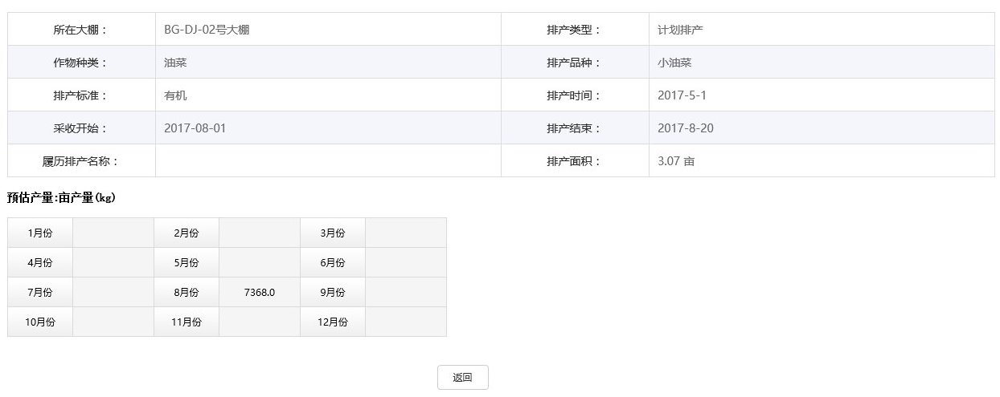 所在大棚： BG-DJ-02号大棚 排产类型： 计划排产
作物种类： 油菜 排产品种： 小油菜
排产标准： 有机 排产时间： 2017-5-1
采收开始： 2017-08-01 排产结束： 2017-8-20
履历排产名称： 排产面积： 3.07 亩
预估产量:亩产量(kg)
1月份 2月份 3月份
4月份 5月份 6月份
7月份 8月份 7368.0 9月份
10月份 11月份 12月份
返回